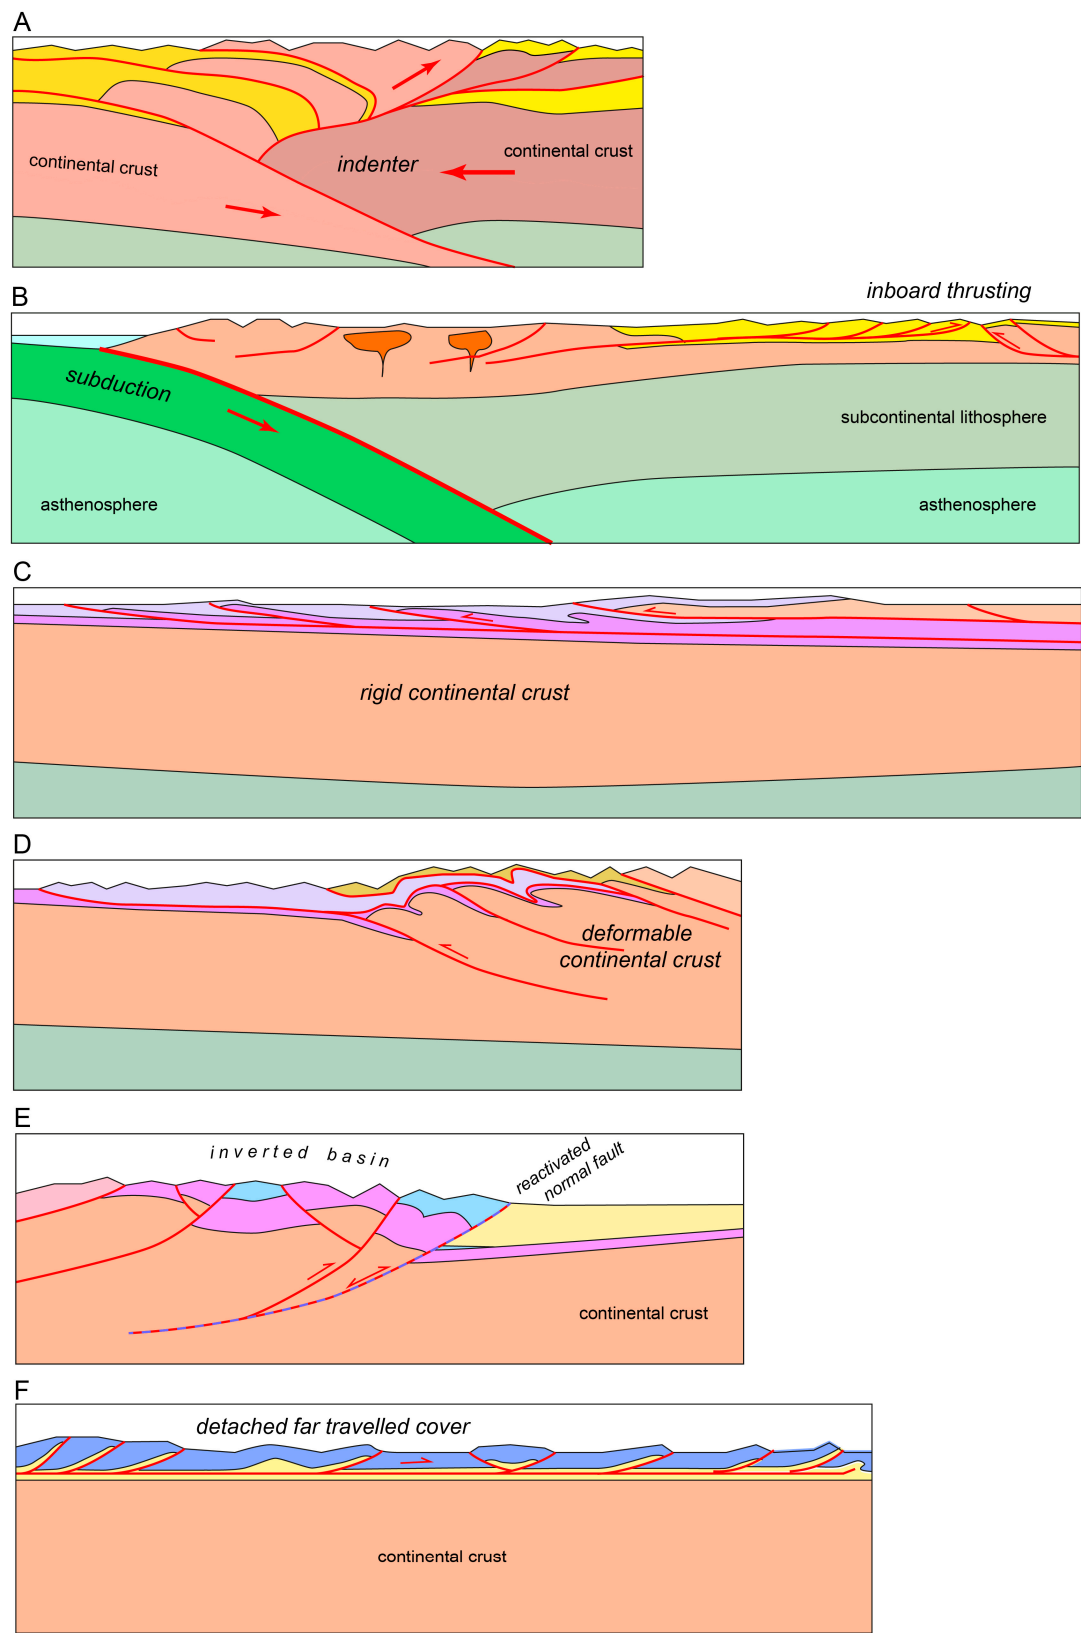 A
continental crust
indenter
continental crust
B
inboard thrusting
subduction
subcontinental lithosphere
asthenosphere
asthenosphere
C
rigid continental crust
D
deformable
continental crust
E
inverted basin
reactivated
normal fault
continental crust
F
detached far travelled cover
continental crust